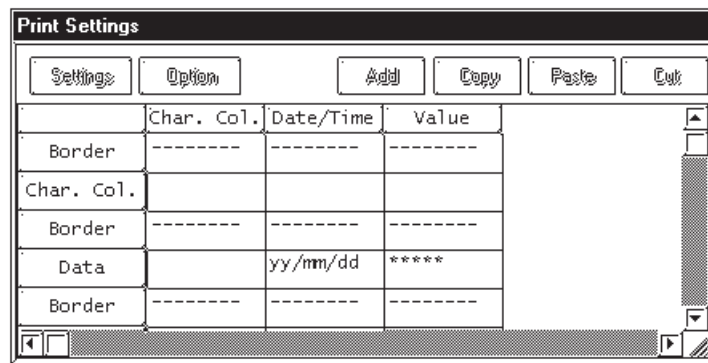 Print Settings
Settings Option Add Copy Paste Cut
Char. Col. Date/Time Value
Border -------- -------- --------
Char. Col.
Border -------- -------- --------
Data yy/mm/dd *****
Border -------- -------- --------